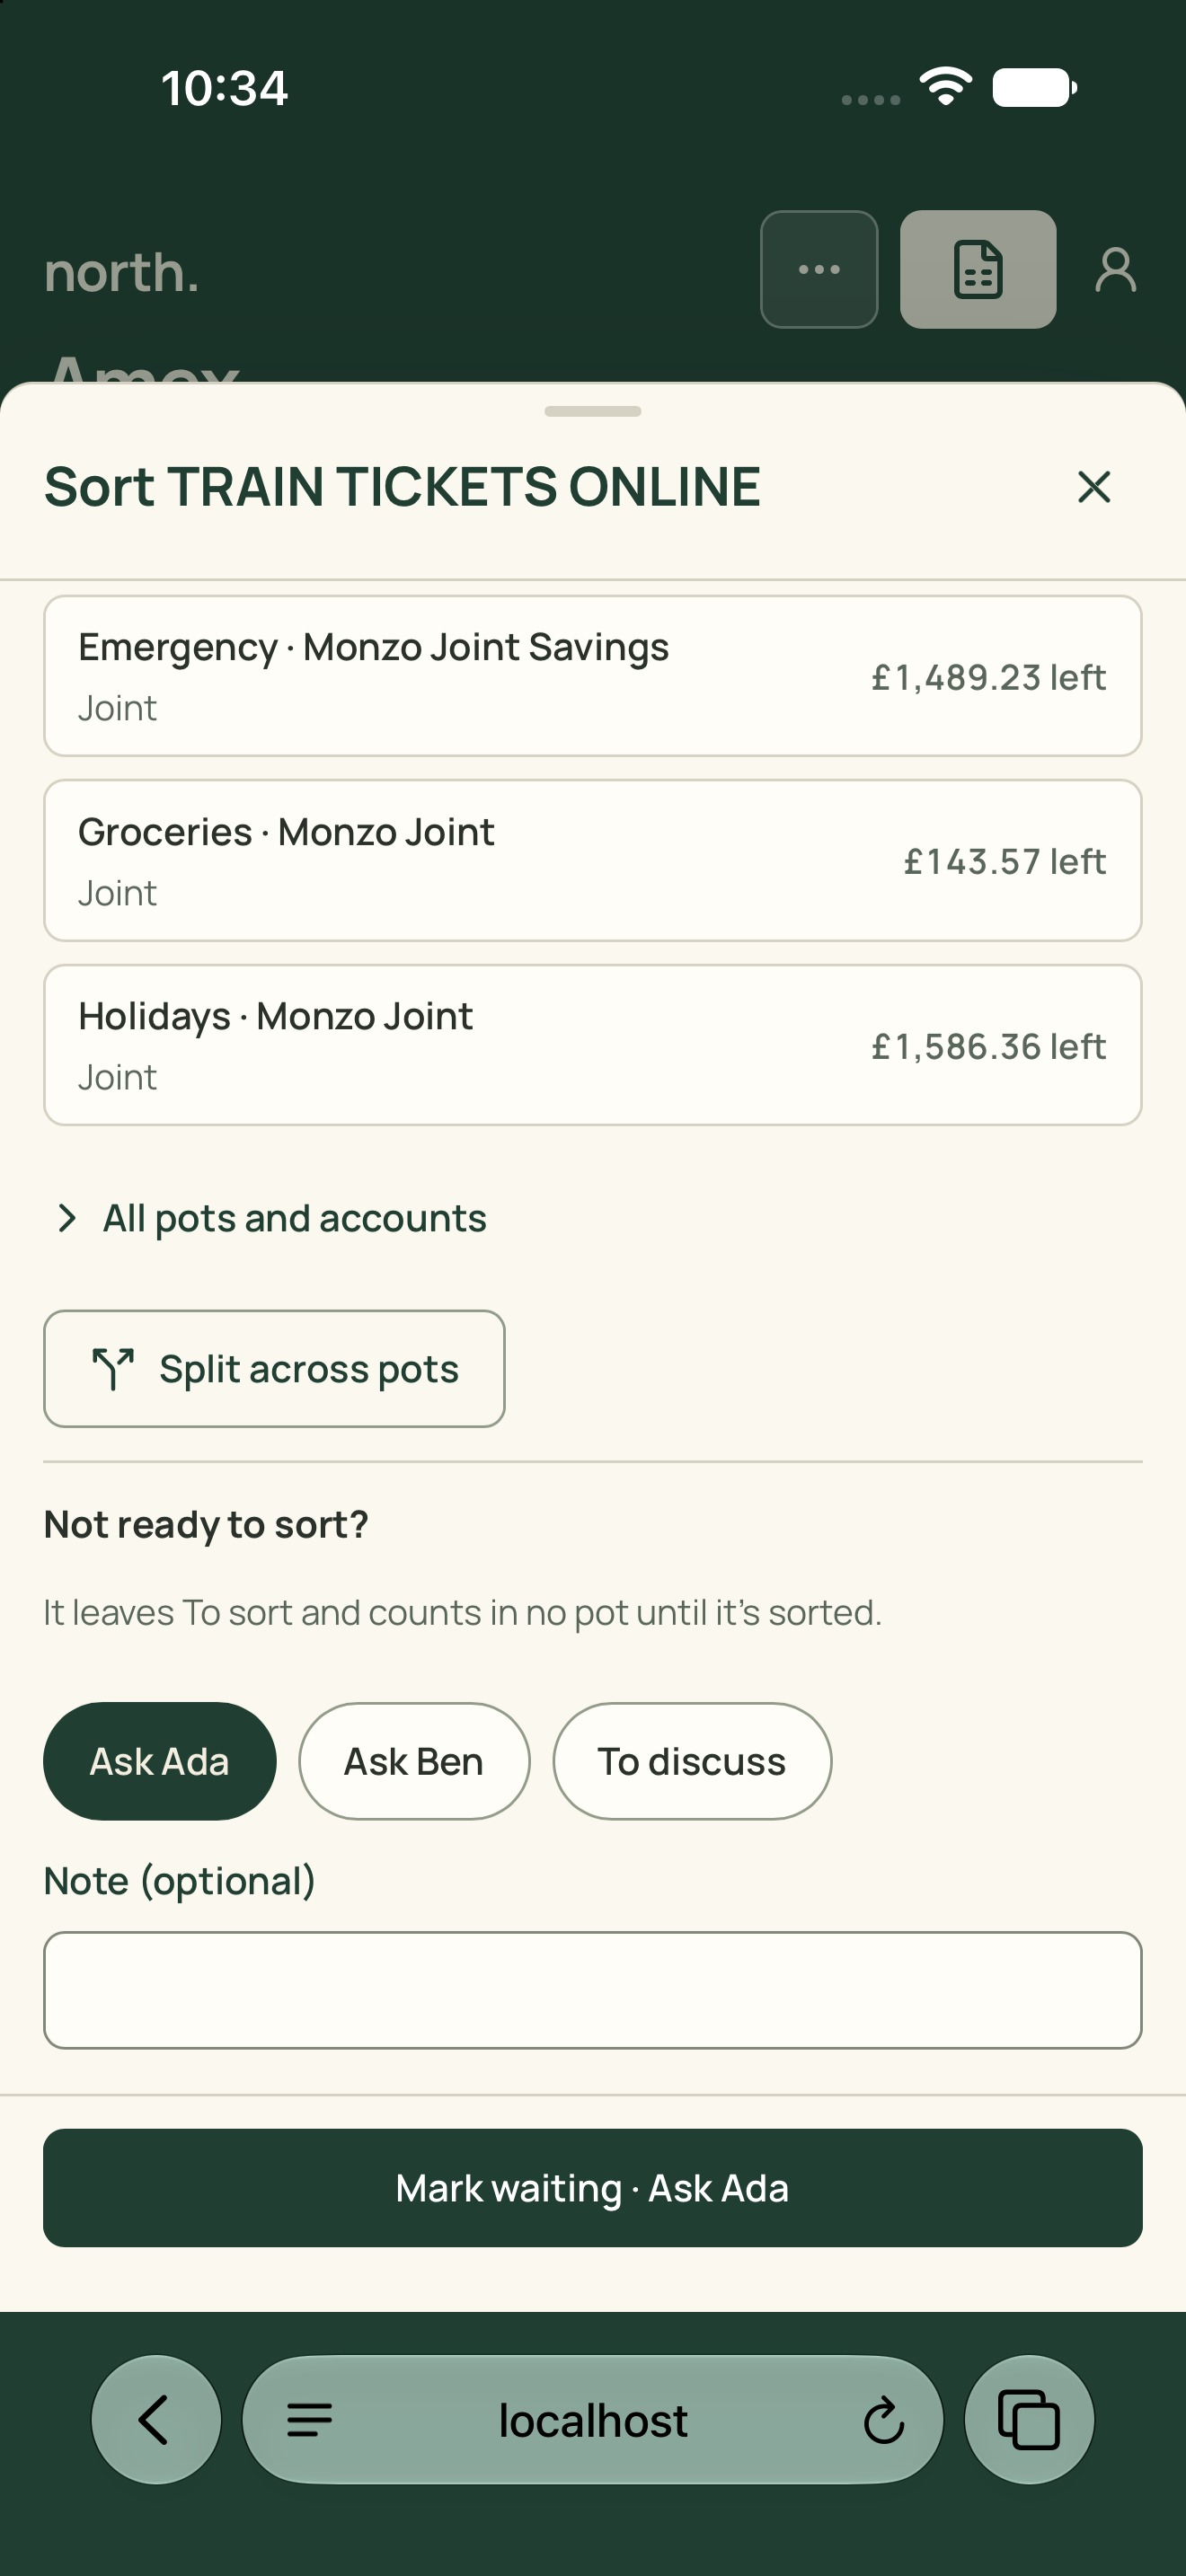 10:34
north.
Amex
Sort TRAIN TICKETS ONLINE
Emergency · Monzo Joint Savings
Joint
£1,489.23 left
Groceries · Monzo Joint
Joint
£143.57 left
Holidays · Monzo Joint
Joint
£1,586.36 left
All pots and accounts
Split across pots
Not ready to sort?
It leaves To sort and counts in no pot until it’s sorted.
Ask Ada
Ask Ben
To discuss
Note (optional)
Mark waiting · Ask Ada
localhost